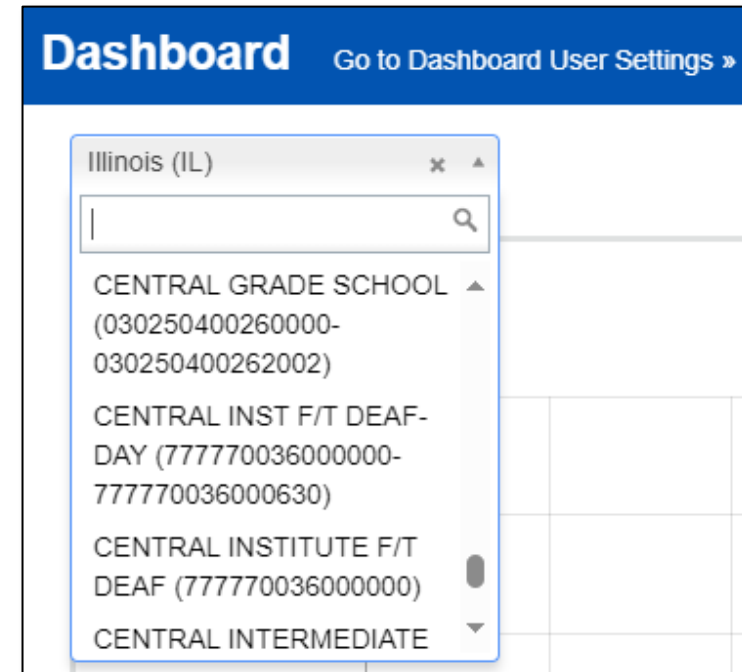 Dashboard Go to Dashboard User Settings »
Illinois (IL)
CENTRAL GRADE SCHOOL
(030250400260000-
030250400262002)
CENTRAL INST F/T DEAF-
DAY (777770036000000-
777770036000630)
CENTRAL INSTITUTE F/T
DEAF (777770036000000)
CENTRAL INTERMEDIATE